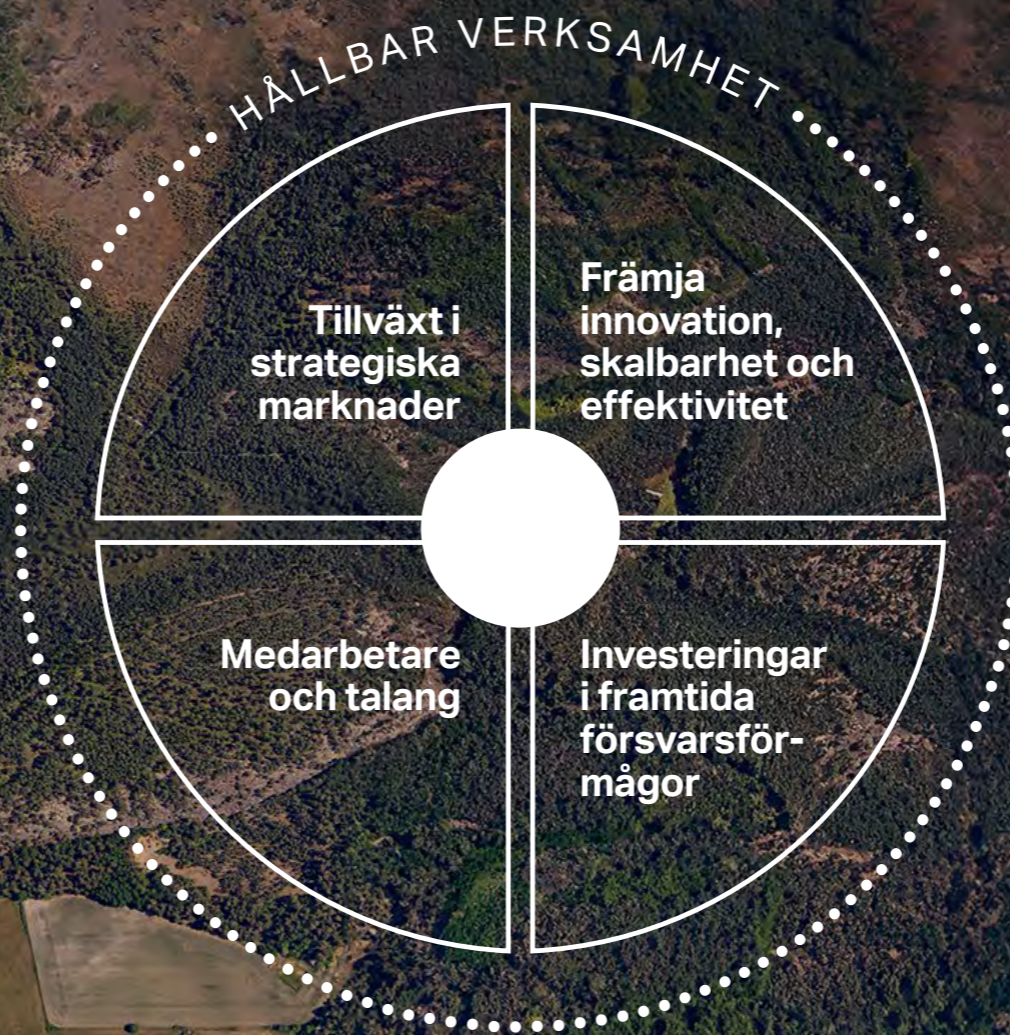 HÅLLBAR VERKSAMHET
Tillväxt i
strategiska
marknader
Främja
innovation,
skalbarhet och
effektivitet
Medarbetare
och talang
Investeringar
i framtida
försvarsför-
mågor